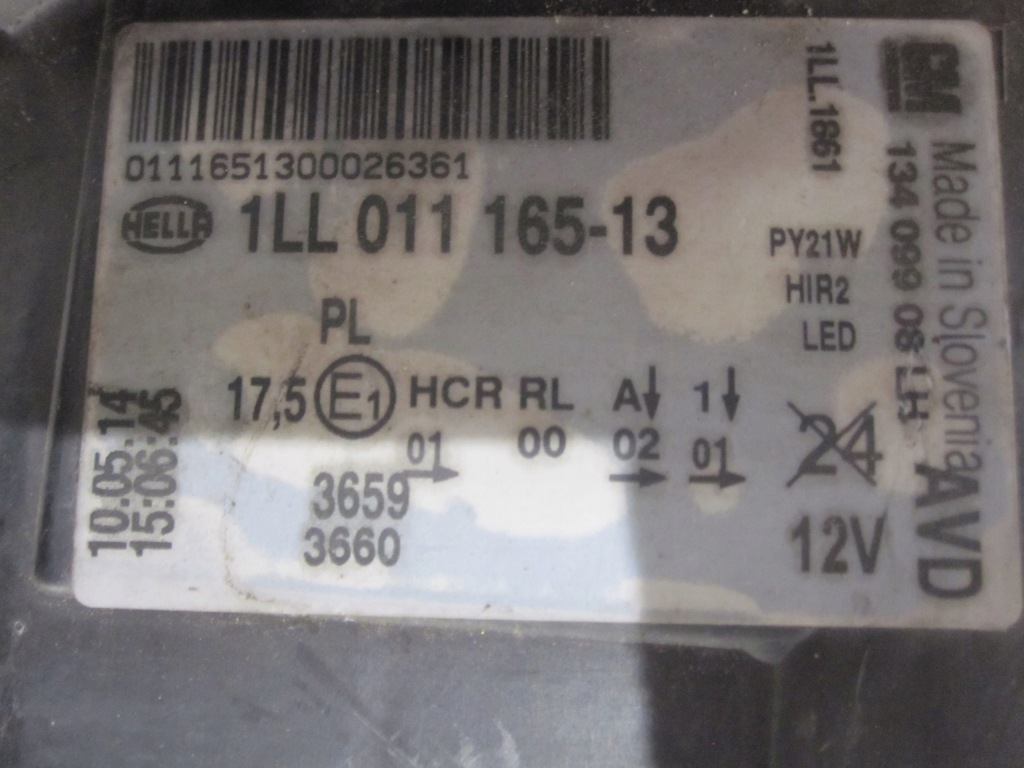 0111651300026361
HELLA 1LL 011 165-13
PL
17,5 E1 HCR RL A 1
01 00 02 01
3659
3660
10.05.14
15:06:45
1LL.1861
PY21W
HIR2
LED
24
12V
GM
134 099 08 LH
AVD
Made in Slovenia